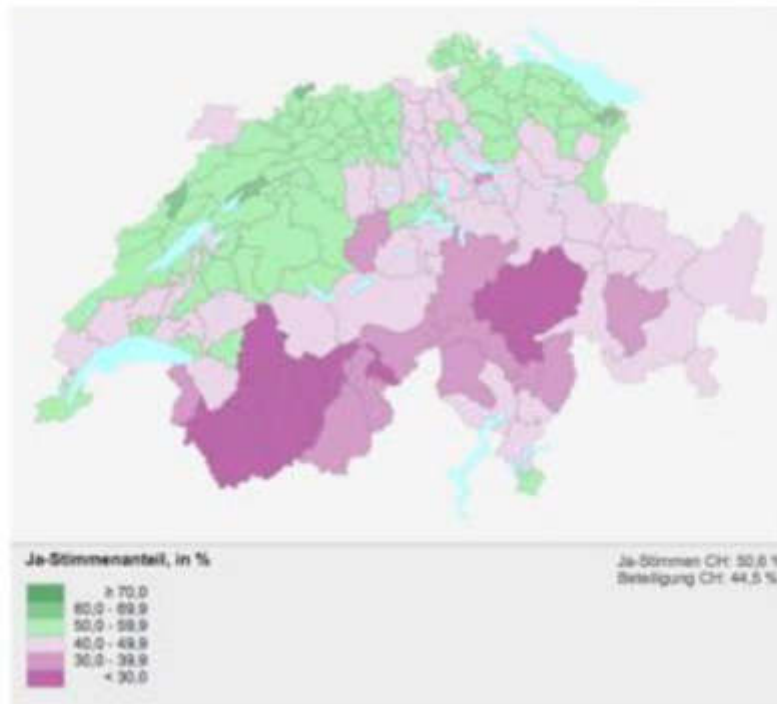 Ja-Stimmenanteil, in %
Ja-Stimmen CH: 50,6 %
Beteiligung CH: 44,5 %
≥ 70,0
60,0 - 69,9
50,0 - 59,9
40,0 - 49,9
30,0 - 39,9
< 30,0